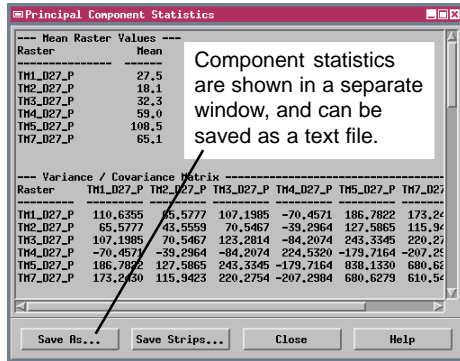 Principal Component Statistics
--- Mean Raster Values ---
Raster Mean
--------------- ------
TM1_D27_P 27.5
TM2_D27_P 18.1
TM3_D27_P 32.3
TM4_D27_P 59.0
TM5_D27_P 108.5
TM7_D27_P 65.1
Component statistics
are shown in a separate
window, and can be
saved as a text file.
--- Variance / Covariance Matrix ---
Raster TM1_D27_P TM2_D27_P TM3_D27_P TM4_D27_P TM5_D27_P TM7_D27
TM1_D27_P 110.6355 65.5777 107.1985 -70.4571 186.7822 173.24
TM2_D27_P 65.5777 43.5559 70.5467 -39.2964 127.5865 115.94
TM3_D27_P 107.1985 70.5467 123.2814 -84.2074 243.3345 220.27
TM4_D27_P -70.4571 -39.2964 -84.2074 224.5320 -179.7164 -207.29
TM5_D27_P 186.7822 127.5865 243.3345 -179.7164 838.1330 680.62
TM7_D27_P 173.2430 115.9423 220.2754 -207.2984 680.6279 610.54
Save As... Save Strips... Close Help